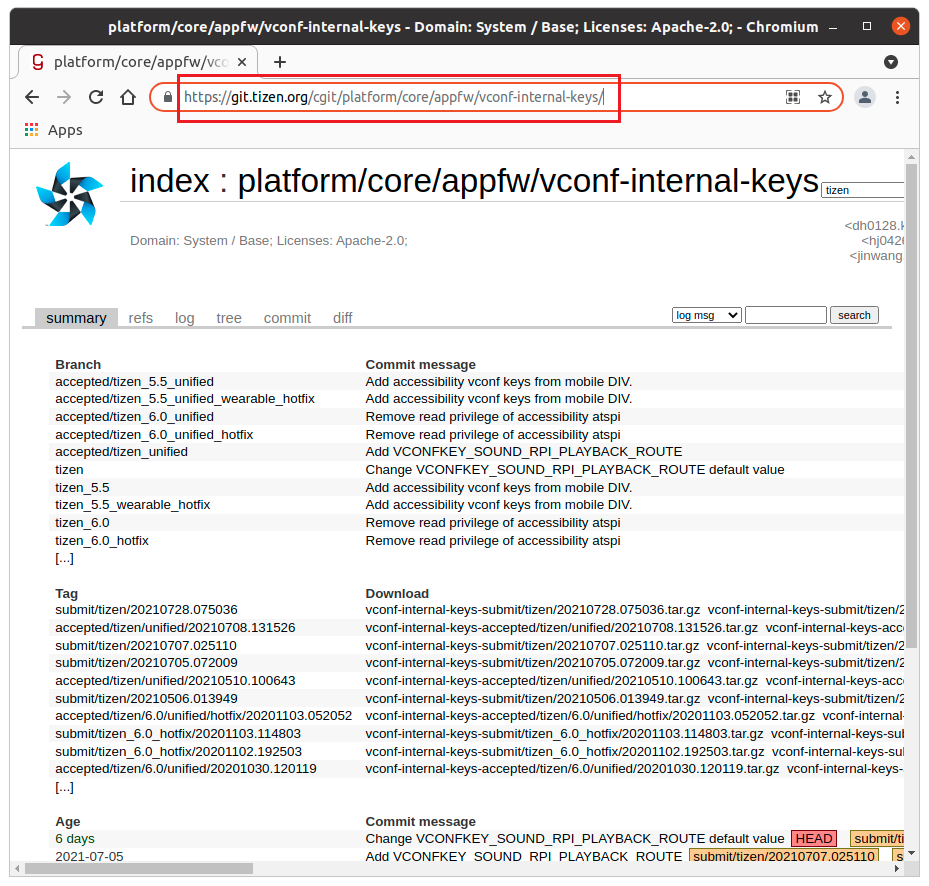 platform/core/appfw/vconf-internal-keys - Domain: System / Base; Licenses: Apache-2.0; - Chromium
platform/core/appfw/vco
https://git.tizen.org/cgit/platform/core/appfw/vconf-internal-keys/
Apps
index : platform/core/appfw/vconf-internal-keys tizen
<dh0128.k
Domain: System / Base; Licenses: Apache-2.0; <hj0426
<jinwang.
summary refs log tree commit diff log msg search
Branch Commit message
accepted/tizen_5.5_unified Add accessibility vconf keys from mobile DIV.
accepted/tizen_5.5_unified_wearable_hotfix Add accessibility vconf keys from mobile DIV.
accepted/tizen_6.0_unified Remove read privilege of accessibility atspi
accepted/tizen_6.0_unified_hotfix Remove read privilege of accessibility atspi
accepted/tizen_unified Add VCONFKEY_SOUND_RPI_PLAYBACK_ROUTE
tizen Change VCONFKEY_SOUND_RPI_PLAYBACK_ROUTE default value
tizen_5.5 Add accessibility vconf keys from mobile DIV.
tizen_5.5_wearable_hotfix Add accessibility vconf keys from mobile DIV.
tizen_6.0 Remove read privilege of accessibility atspi
tizen_6.0_hotfix Remove read privilege of accessibility atspi
[...]
Tag Download
submit/tizen/20210728.075036 vconf-internal-keys-submit/tizen/20210728.075036.tar.gz vconf-internal-keys-submit/tizen/2
accepted/tizen/unified/20210708.131526 vconf-internal-keys-accepted/tizen/unified/20210708.131526.tar.gz vconf-internal-keys-acce
submit/tizen/20210707.025110 vconf-internal-keys-submit/tizen/20210707.025110.tar.gz vconf-internal-keys-submit/tizen/2
submit/tizen/20210705.072009 vconf-internal-keys-submit/tizen/20210705.072009.tar.gz vconf-internal-keys-submit/tizen/2
accepted/tizen/unified/20210510.100643 vconf-internal-keys-accepted/tizen/unified/20210510.100643.tar.gz vconf-internal-keys-acce
submit/tizen/20210506.013949 vconf-internal-keys-submit/tizen/20210506.013949.tar.gz vconf-internal-keys-submit/tizen/2
accepted/tizen/6.0/unified/hotfix/20201103.052052 vconf-internal-keys-accepted/tizen/6.0/unified/hotfix/20201103.052052.tar.gz vconf-internal-
submit/tizen_6.0_hotfix/20201103.114803 vconf-internal-keys-submit/tizen_6.0_hotfix/20201103.114803.tar.gz vconf-internal-keys-sub
submit/tizen_6.0_hotfix/20201102.192503 vconf-internal-keys-submit/tizen_6.0_hotfix/20201102.192503.tar.gz vconf-internal-keys-sub
accepted/tizen/6.0/unified/20201030.120119 vconf-internal-keys-accepted/tizen/6.0/unified/20201030.120119.tar.gz vconf-internal-keys-
[...]
Age Commit message
6 days Change VCONFKEY_SOUND_RPI_PLAYBACK_ROUTE default value HEAD submit/ti
2021-07-05 Add VCONFKEY_SOUND_RPI_PLAYBACK_ROUTE submit/tizen/20210707.025110 s